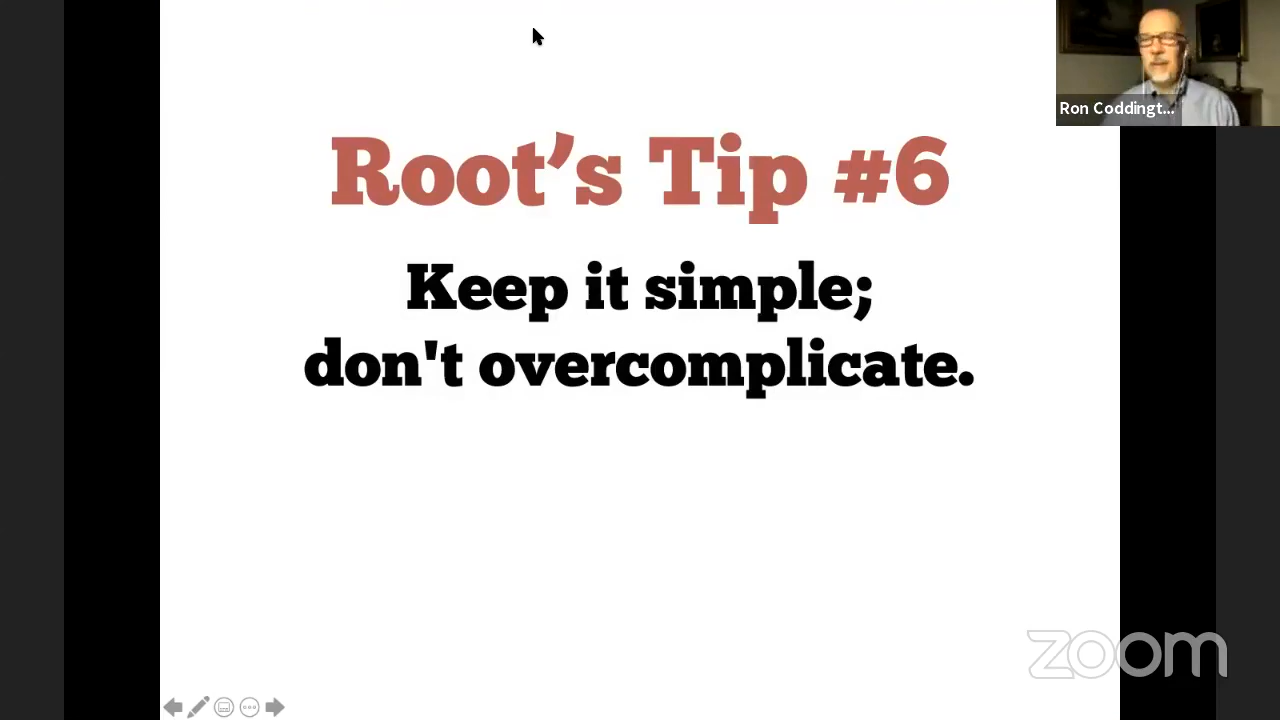 Ron Coddingt...
Root’s Tip #6
Keep it simple;
don't overcomplicate.
zoom